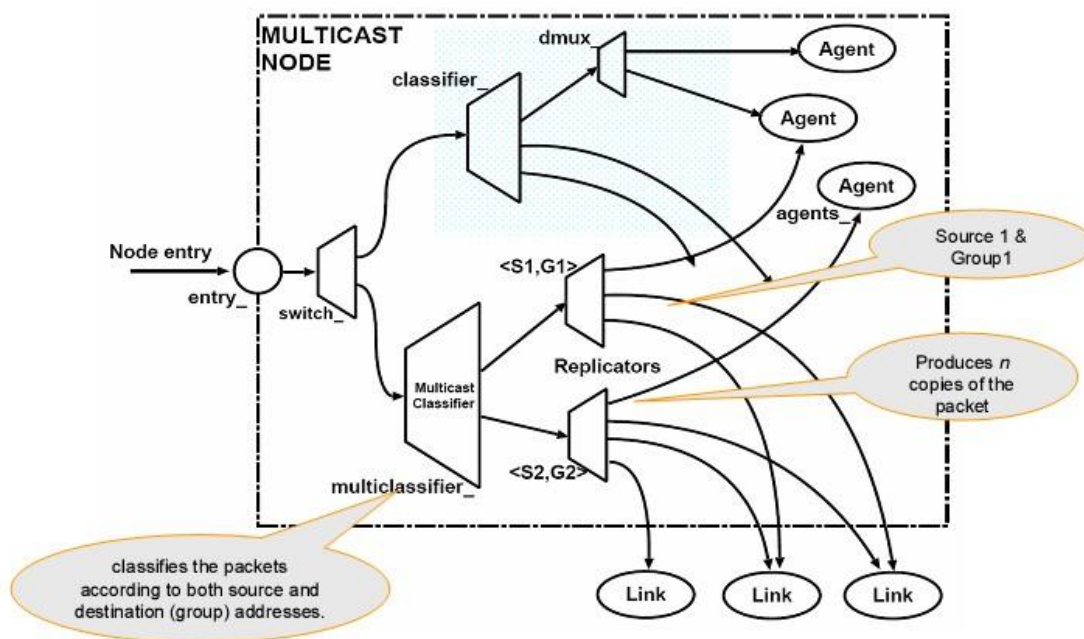 MULTICAST
NODE
dmux_
Agent
classifier_
Agent
Agent
agents_
Source 1 &
Group1
Node entry
<S1,G1>
entry_
switch_
Replicators
Produces n
copies of the
packet
Multicast
Classifier
<S2,G2>
multiclassifier_
classifies the packets
according to both source and
destination (group) addresses.
Link
Link
Link